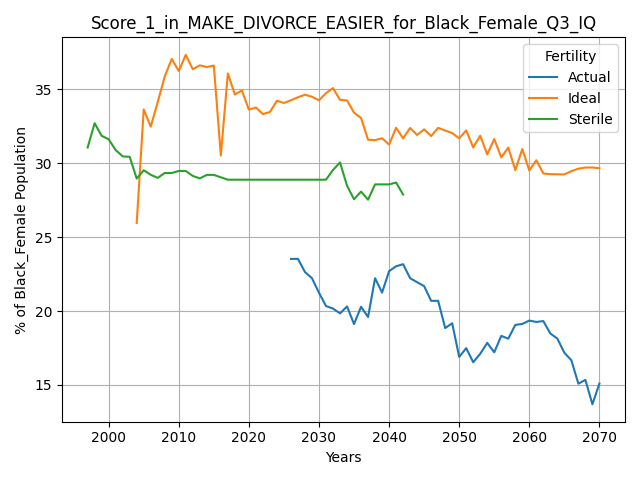 Score_1_in_MAKE_DIVORCE_EASIER_for_Black_Female_Q3_IQ
Fertility
Actual
Ideal
Sterile
% of Black_Female Population
35
30
25
20
15
2000
2010
2020
2030
2040
2050
2060
2070
Years